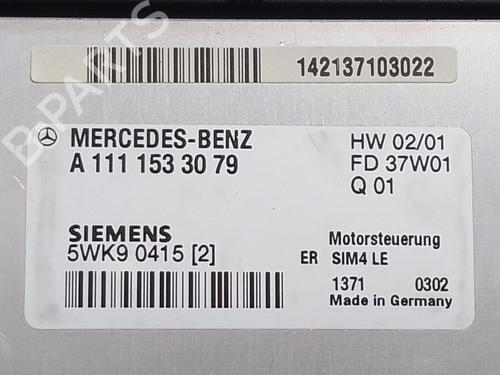 142137103022
MERCEDES-BENZ HW 02/01
A 111 153 30 79 FD 37W01
Q 01
SIEMENS Motorsteuerung
5WK9 0415 [2] ER SIM4 LE
1371 0302
Made in Germany
B-PARTS